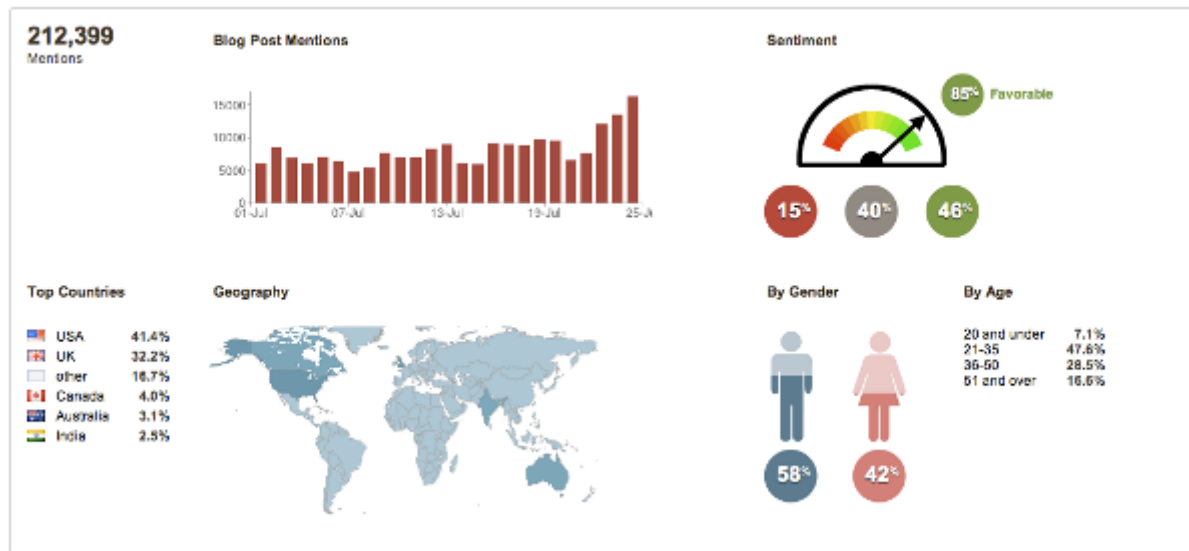 212,399
Mentions
Blog Post Mentions
15000
10000
5000
0
01-Jul
07-Jul
13-Jul
19-Jul
25-Ju
Sentiment
85% Favorable
15%
40%
46%
Top Countries
USA 41.4%
UK 32.2%
other 16.7%
Canada 4.0%
Australia 3.1%
India 2.5%
Geography
By Gender
58%
42%
By Age
20 and under 7.1%
21-35 47.6%
36-50 28.5%
51 and over 16.6%